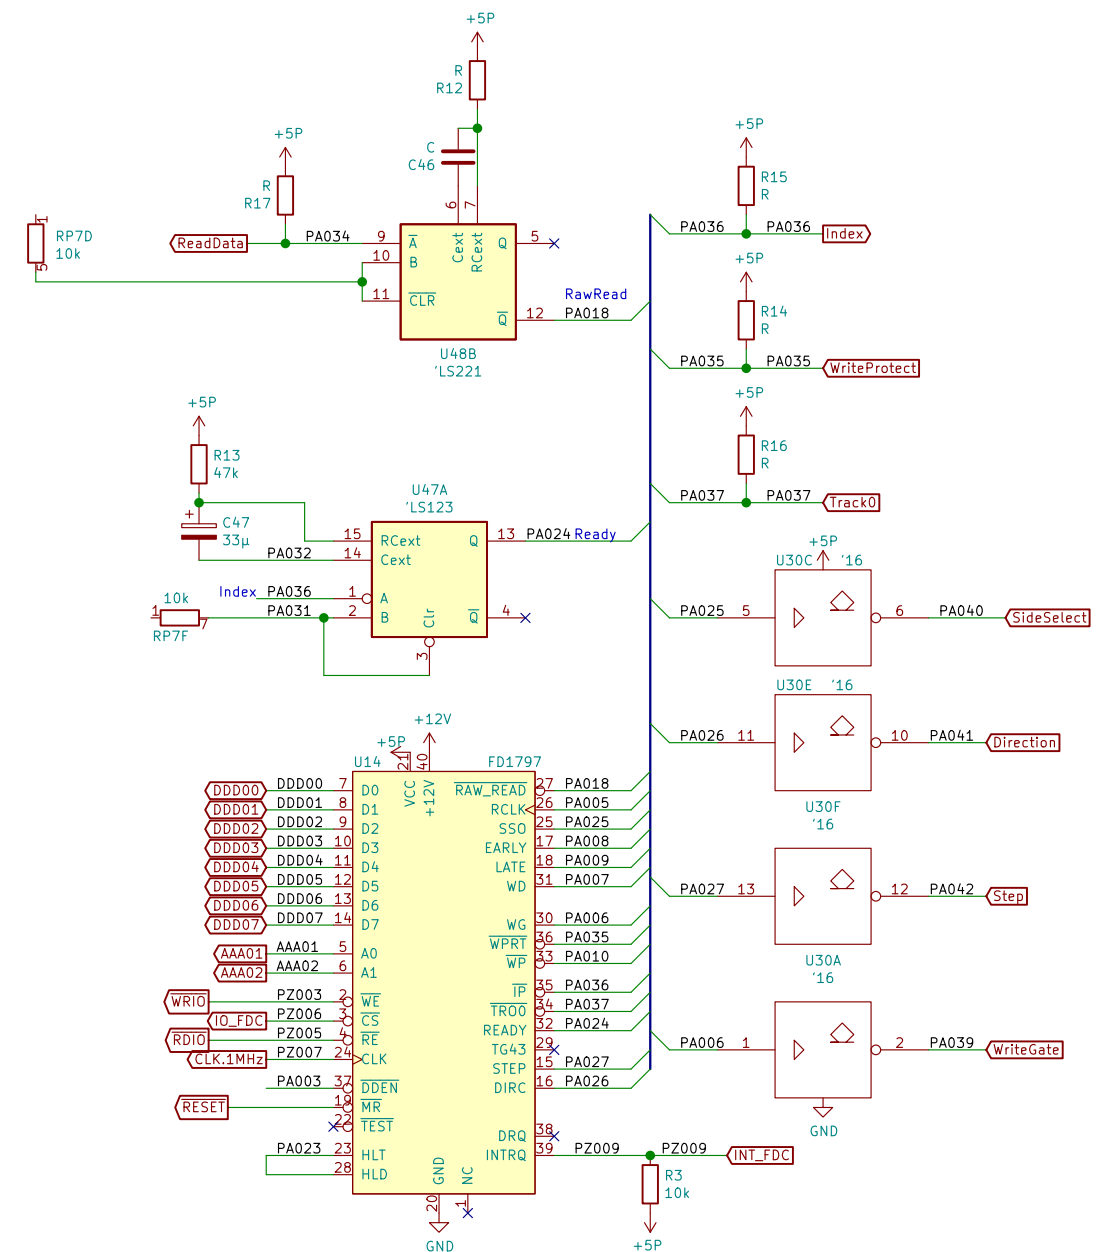 +5P
R
R12
+5P
R
R17
C
C46
6
7
1
RP7D
10k
5
ReadData
PA034
9
10
11
A
B
CLR
Cext
RCext
Q
Q
5
12
RawRead
PA018
U48B
'LS221
+5P
R15
R
PA036
PA036
Index
+5P
R14
R
PA035
PA035
WriteProtect
+5P
R16
R
PA037
PA037
Track0
+5P
R13
47k
+
C47
33µ
PA032
U47A
'LS123
15
14
RCext
Cext
Q
13
PA024
Ready
Index
PA036
1
A
10k
1
7
RP7F
PA031
2
B
Clr
3
Q
4
+5P
U30C
'16
PA025
5
6
PA040
SideSelect
U30E
'16
PA026
11
10
PA041
Direction
U30F
'16
PA027
13
12
PA042
Step
U30A
'16
PA006
1
2
PA039
WriteGate
GND
+12V
+5P
21
40
U14
FD1797
VCC
+12V
DDD00 DDD00 7 D0
DDD01 DDD01 8 D1
DDD02 DDD02 9 D2
DDD03 DDD03 10 D3
DDD04 DDD04 11 D4
DDD05 DDD05 12 D5
DDD06 DDD06 13 D6
DDD07 DDD07 14 D7
AAA01 AAA01 5 A0
AAA02 AAA02 6 A1
WRIO PZ003 2 WE
IO_FDC PZ006 3 CS
RDIO PZ005 4 RE
CLK.1MHz PZ007 24 CLK
PA003 37 DDEN
RESET 19 MR
22 TEST
PA023 23 HLT
28 HLD
RAW_READ 27 PA018
RCLK 26 PA005
SSO 25 PA025
EARLY 17 PA008
LATE 18 PA009
WD 31 PA007
WG 30 PA006
WPRT 36 PA035
WP 33 PA010
IP 35 PA036
TR00 34 PA037
READY 32 PA024
TG43 29
STEP 15 PA027
DIRC 16 PA026
DRQ 38
INTRQ 39 PZ009
PZ009
INT_FDC
R3
10k
+5P
GND
NC
20
1
GND